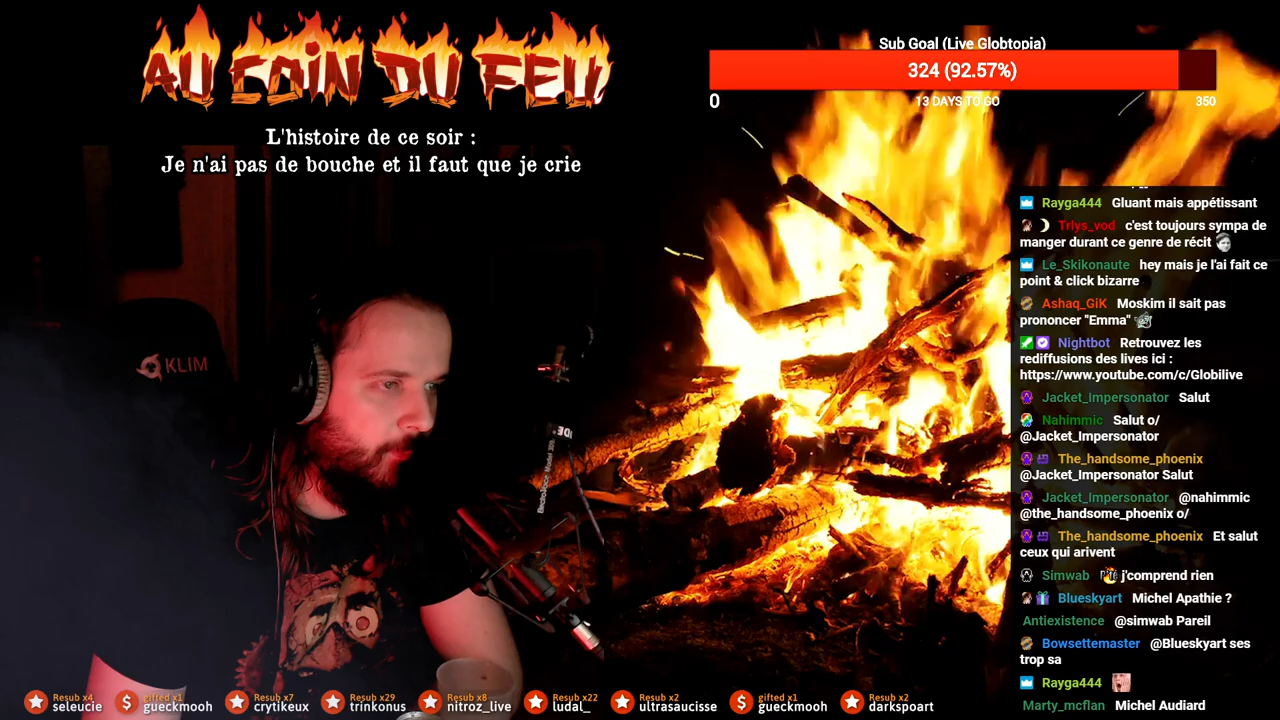 AU COIN DU FEU
L'histoire de ce soir :
Je n'ai pas de bouche et il faut que je crie
Sub Goal (Live Globtopia)
324 (92.57%)
0
13 DAYS TO GO
350
KLIM
Rayga444 Gluant mais appétissant
Trlys_vod c'est toujours sympa de
manger durant ce genre de récit
Le_Skikonaute hey mais je l'ai fait ce
point & click bizarre
Ashaq_GiK Moskim il sait pas
prononcer "Emma"
Nightbot Retrouvez les
rediffusions des lives ici :
https://www.youtube.com/c/Globilive
Jacket_Impersonator Salut
Nahimmic Salut o/
@Jacket_Impersonator
The_handsome_phoenix
@Jacket_Impersonator Salut
Jacket_Impersonator @nahimmic
@the_handsome_phoenix o/
The_handsome_phoenix Et salut
ceux qui arivent
Simwab j'comprend rien
Blueskyart Michel Apathie ?
Antiexistence @simwab Pareil
Bowsettemaster @Blueskyart ses
trop sa
Rayga444
Marty_mcflan Michel Audiard
Resub x4
seleucie
gifted x1
gueckmooh
Resub x7
crytikeux
Resub x29
trinkonus
Resub x8
nitroz_live
Resub x22
ludal_
Resub x2
ultrasaucisse
gifted x1
gueckmooh
Resub x2
darkspoart